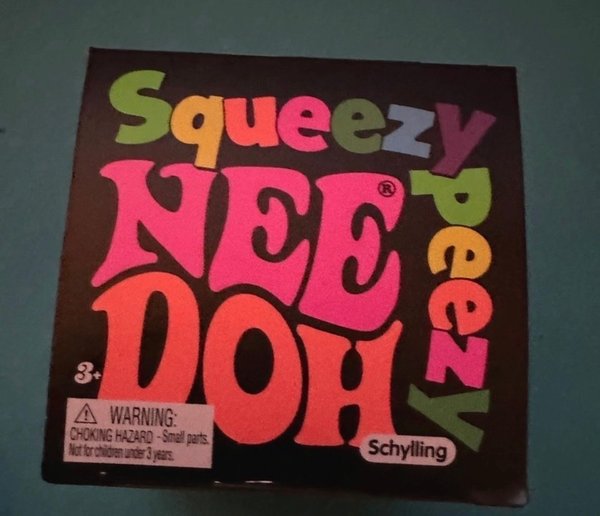 Squeezy
peezy
NEE®
DOH
3+
WARNING:
CHOKING HAZARD - Small parts.
Not for children under 3 years.
Schylling